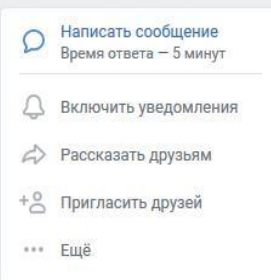 Написать сообщение
Время ответа — 5 минут
Включить уведомления
Рассказать друзьям
Пригласить друзей
Ещё